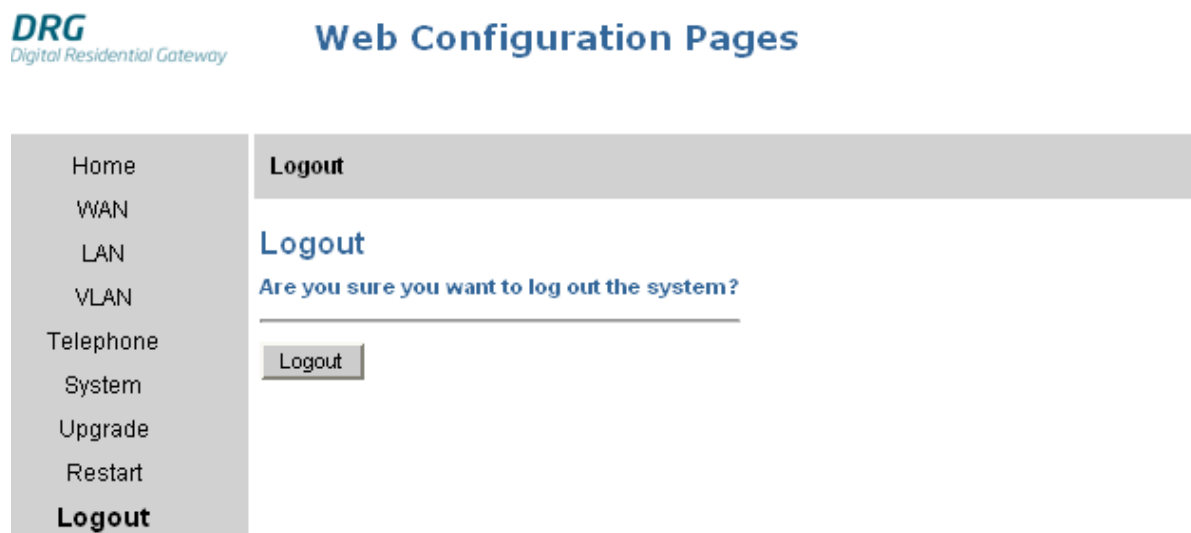 DRG
Digital Residential Gateway
Web Configuration Pages
Home
WAN
LAN
VLAN
Telephone
System
Upgrade
Restart
Logout
Logout
Logout
Are you sure you want to log out the system?
Logout